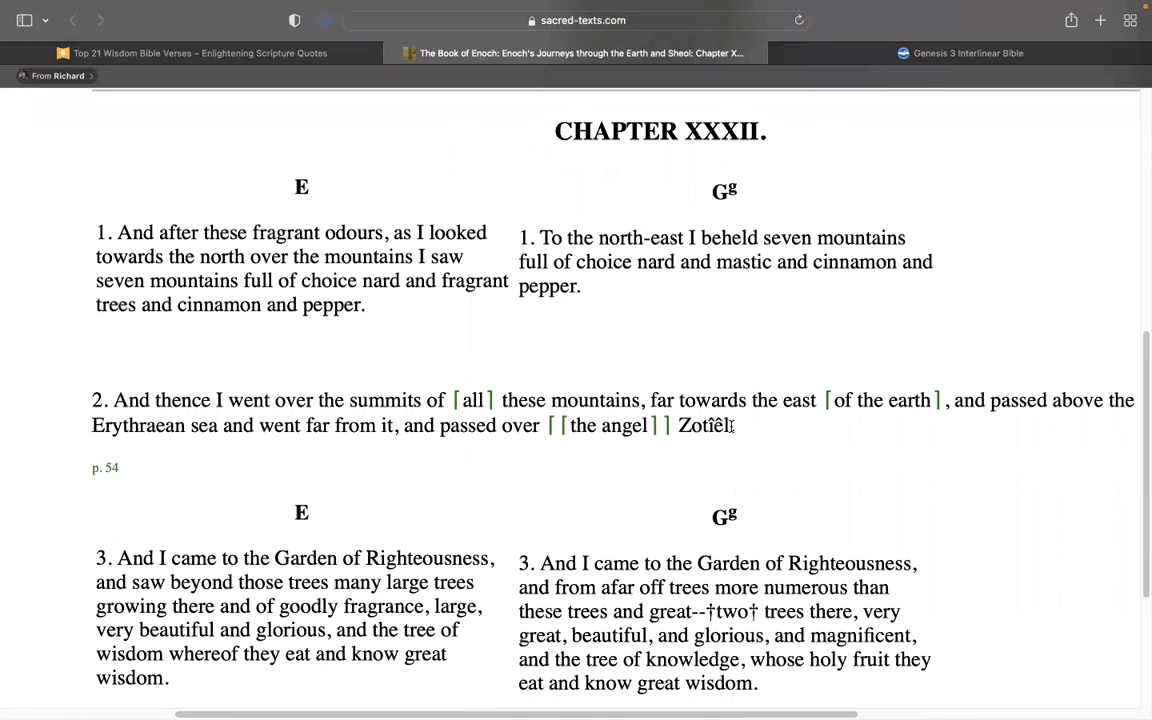 sacred-texts.com
Top 21 Wisdom Bible Verses – Enlightening Scripture Quotes
The Book of Enoch: Enoch's Journeys through the Earth and Sheol: Chapter X...
Genesis 3 Interlinear Bible
From Richard >
CHAPTER XXXII.
E
1. And after these fragrant odours, as I looked
towards the north over the mountains I saw
seven mountains full of choice nard and fragrant
trees and cinnamon and pepper.
Gg
1. To the north-east I beheld seven mountains
full of choice nard and mastic and cinnamon and
pepper.
2. And thence I went over the summits of ⌈all⌉ these mountains, far towards the east ⌈of the earth⌉, and passed above the
Erythraean sea and went far from it, and passed over ⌈⌈the angel⌉⌉ Zotîêl.
p. 54
E
3. And I came to the Garden of Righteousness,
and saw beyond those trees many large trees
growing there and of goodly fragrance, large,
very beautiful and glorious, and the tree of
wisdom whereof they eat and know great
wisdom.
Gg
3. And I came to the Garden of Righteousness,
and from afar off trees more numerous than
these trees and great--†two† trees there, very
great, beautiful, and glorious, and magnificent,
and the tree of knowledge, whose holy fruit they
eat and know great wisdom.